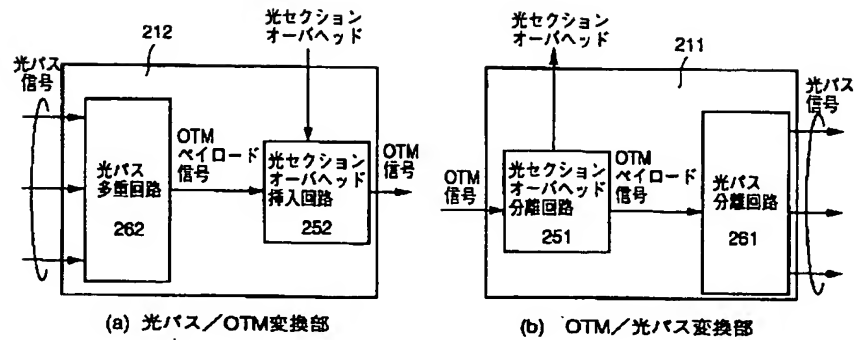 212
光パス
信号
光セクション
オーバヘッド
光パス
多重回路
262
OTM
ペイロード
信号
光セクション
オーバヘッド
挿入回路
252
OTM
信号
(a) 光パス／OTM変換部
光セクション
オーバヘッド
211
OTM
信号
光セクション
オーバヘッド
分離回路
251
OTM
ペイロード
信号
光パス
分離回路
261
光パス
信号
(b) OTM／光パス変換部